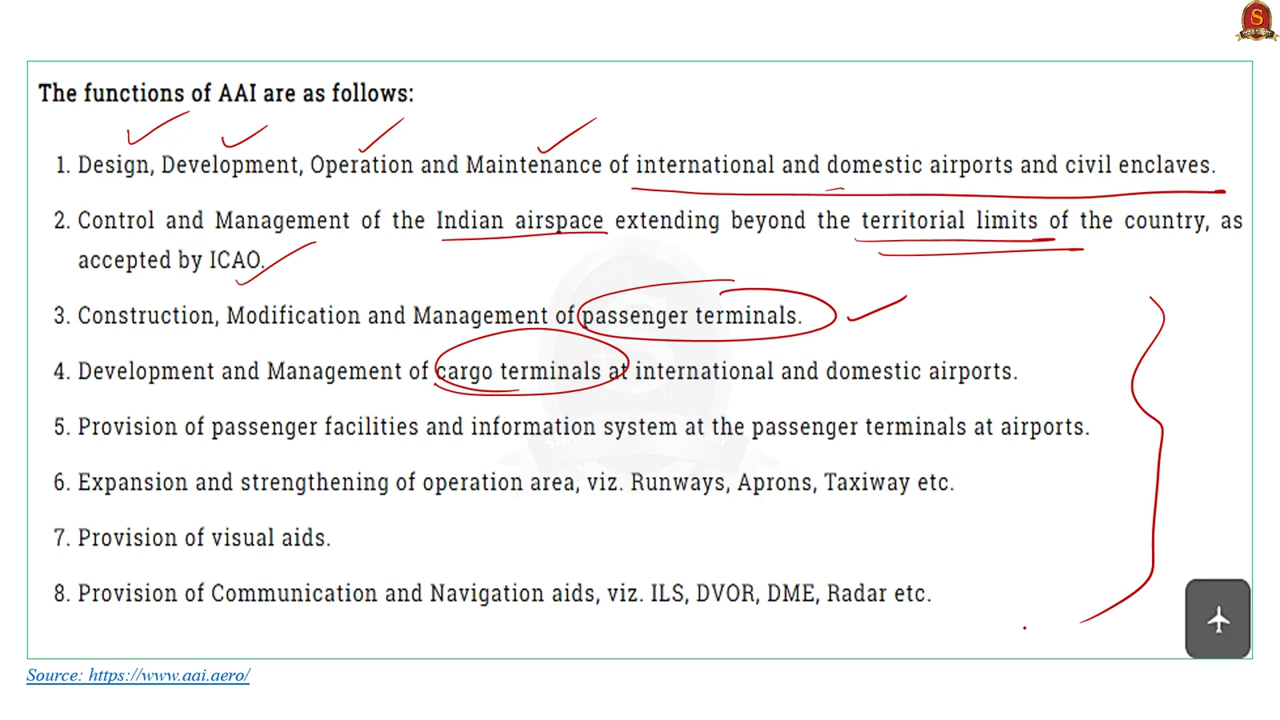 S
The functions of AAI are as follows:
1. Design, Development, Operation and Maintenance of international and domestic airports and civil enclaves.
2. Control and Management of the Indian airspace extending beyond the territorial limits of the country, as
accepted by ICAO.
3. Construction, Modification and Management of passenger terminals.
4. Development and Management of cargo terminals at international and domestic airports.
5. Provision of passenger facilities and information system at the passenger terminals at airports.
6. Expansion and strengthening of operation area, viz. Runways, Aprons, Taxiway etc.
7. Provision of visual aids.
8. Provision of Communication and Navigation aids, viz. ILS, DVOR, DME, Radar etc.
Source: https://www.aai.aero/